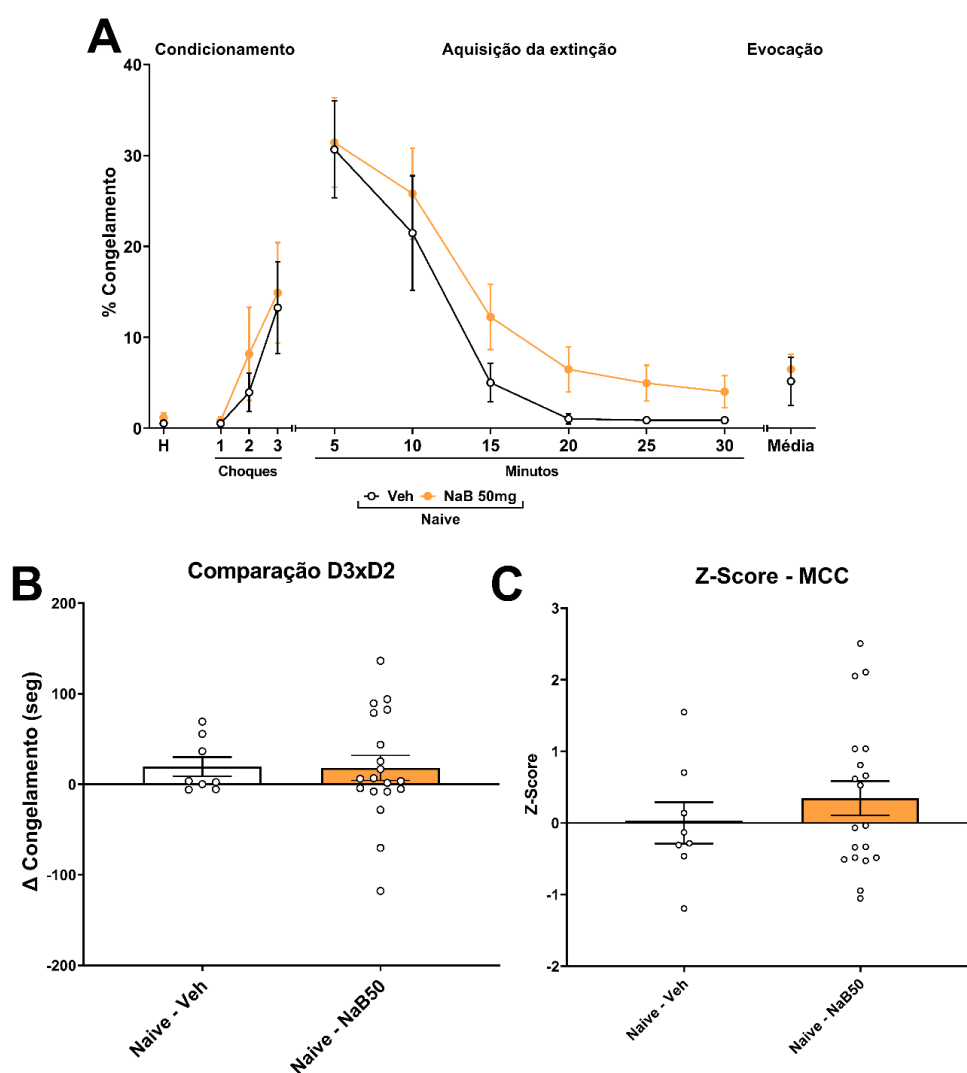 A
Condicionamento Aquisição da extinção Evocação
% Congelamento
40
30
20
10
0
H 1 2 3 5 10 15 20 25 30 Média
Choques Minutos
Veh NaB 50mg
Naive
B
Comparação D3xD2
Δ Congelamento (seg)
200
100
0
-100
-200
Naive - Veh Naive - NaB50
C
Z-Score - MCC
Z-Score
3
2
1
0
-1
-2
Naive - Veh Naive - NaB50